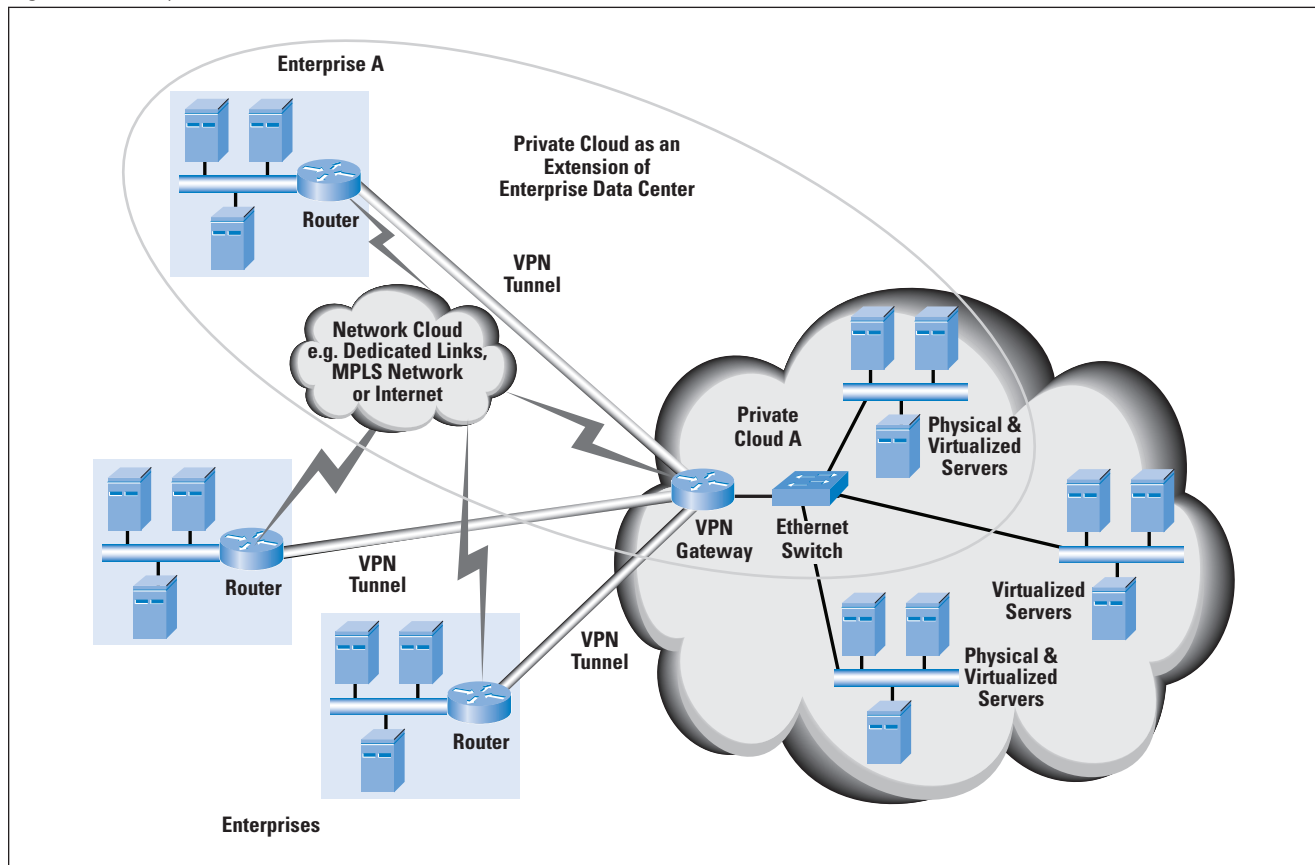 Enterprise A
Private Cloud as an
Extension of
Enterprise Data Center
Router
VPN
Tunnel
Network Cloud
e.g. Dedicated Links,
MPLS Network
or Internet
Private
Cloud A
Physical &
Virtualized
Servers
VPN
Gateway
Ethernet
Switch
Router
VPN
Tunnel
Virtualized
Servers
VPN
Tunnel
Physical &
Virtualized
Servers
Router
Enterprises